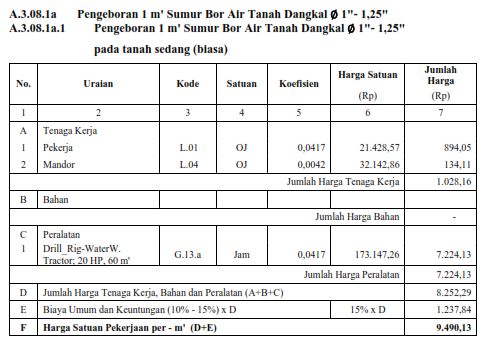 A.3.08.1a Pengeboran 1 m' Sumur Bor Air Tanah Dangkal Ø 1"- 1,25"
A.3.08.1a.1 Pengeboran 1 m' Sumur Bor Air Tanah Dangkal Ø 1"- 1,25"
pada tanah sedang (biasa)
No. Uraian Kode Satuan Koefisien Harga Satuan (Rp) Jumlah Harga (Rp)
1 2 3 4 5 6 7
A Tenaga Kerja
1 Pekerja L.01 OJ 0,0417 21.428,57 894,05
2 Mandor L.04 OJ 0,0042 32.142,86 134,11
Jumlah Harga Tenaga Kerja 1.028,16
B Bahan
Jumlah Harga Bahan -
C Peralatan
1 Drill_Rig-WaterW. Tractor; 20 HP, 60 m' G.13.a Jam 0,0417 173.147,26 7.224,13
Jumlah Harga Peralatan 7.224,13
D Jumlah Harga Tenaga Kerja, Bahan dan Peralatan (A+B+C) 8.252,29
E Biaya Umum dan Keuntungan (10% - 15%) x D 15% x D 1.237,84
F Harga Satuan Pekerjaan per - m' (D+E) 9.490,13